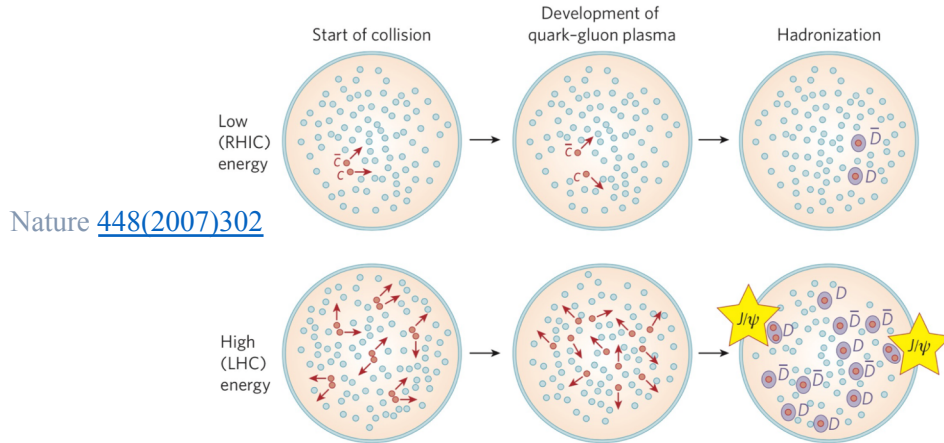 Start of collision
Development of
quark–gluon plasma
Hadronization
Low
(RHIC)
energy
c̄
c
c̄
c
D̄
D
Nature 448(2007)302
High
(LHC)
energy
J/ψ
D
D
D̄
D̄
D
J/ψ
D
D̄
D̄
D̄
D
D
D